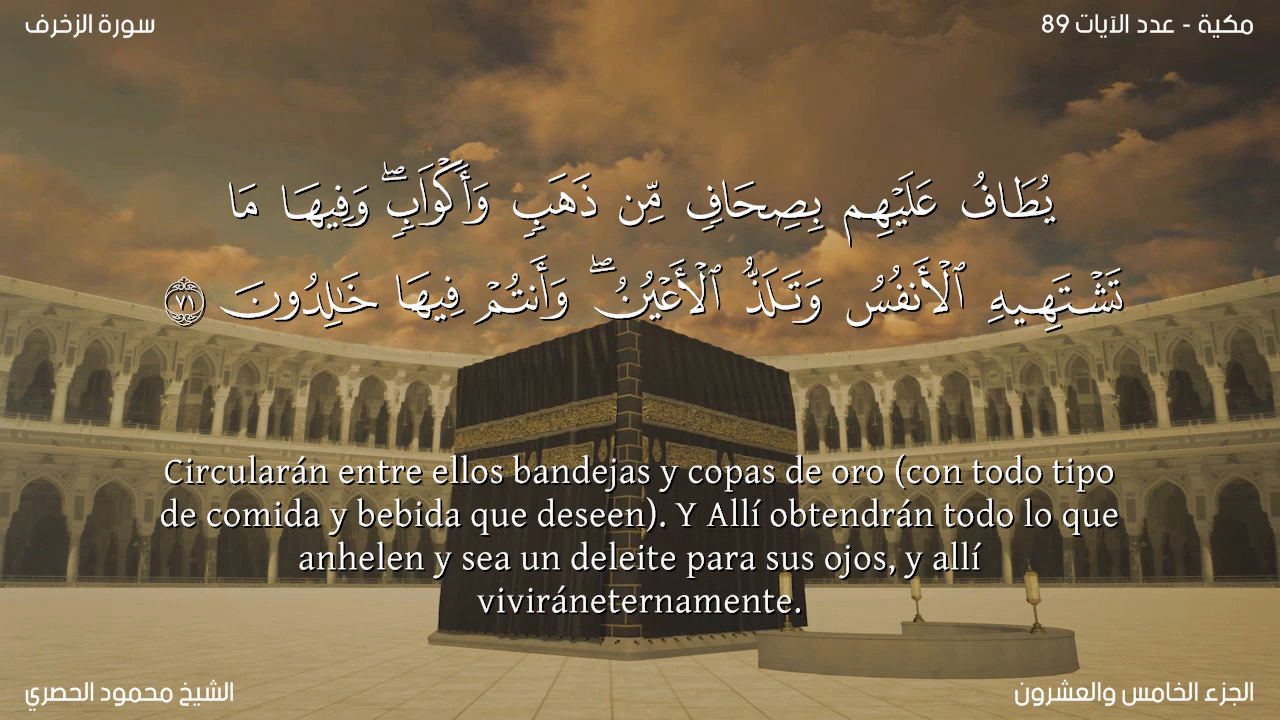 سورة الزخرف
مكية - عدد الآيات 89
يُطَافُ عَلَيْهِم بِصِحَافٍ مِّن ذَهَبٍ وَأَكْوَابٍ ۖ وَفِيهَا مَا
تَشْتَهِيهِ ٱلْأَنفُسُ وَتَلَذُّ ٱلْأَعْيُنُ ۖ وَأَنتُمْ فِيهَا خَـٰلِدُونَ ٧١
Circularán entre ellos bandejas y copas de oro (con todo tipo
de comida y bebida que deseen). Y Allí obtendrán todo lo que
anhelen y sea un deleite para sus ojos, y allí
viviráneternamente.
الشيخ محمود الحصري
الجزء الخامس والعشرون